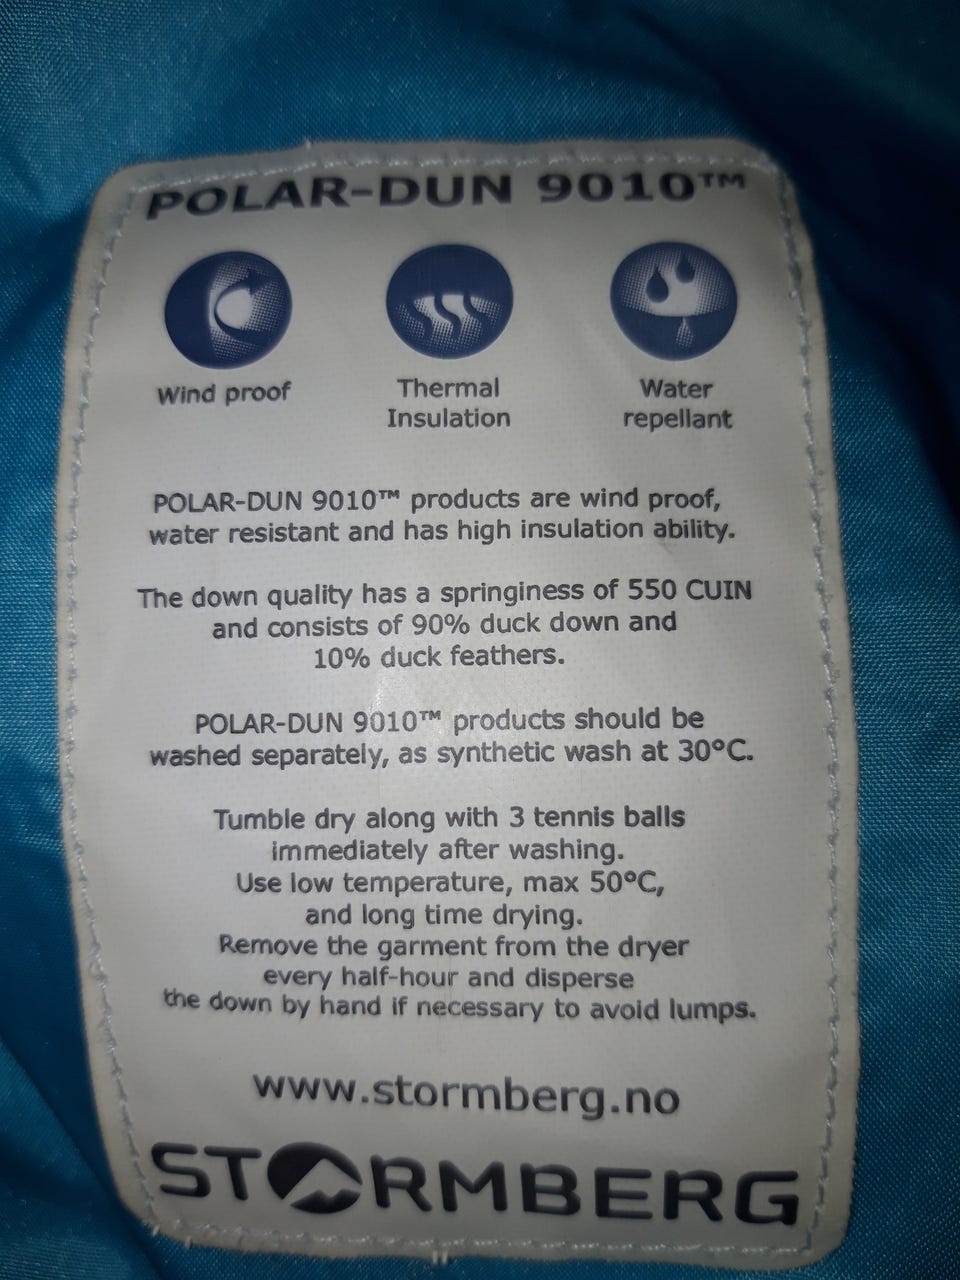 POLAR-DUN 9010™
Wind proof
Thermal
Insulation
Water
repellant
POLAR-DUN 9010™ products are wind proof,
water resistant and has high insulation ability.
The down quality has a springiness of 550 CUIN
and consists of 90% duck down and
10% duck feathers.
POLAR-DUN 9010™ products should be
washed separately, as synthetic wash at 30°C.
Tumble dry along with 3 tennis balls
immediately after washing.
Use low temperature, max 50°C,
and long time drying.
Remove the garment from the dryer
every half-hour and disperse
the down by hand if necessary to avoid lumps.
www.stormberg.no
STORMBERG